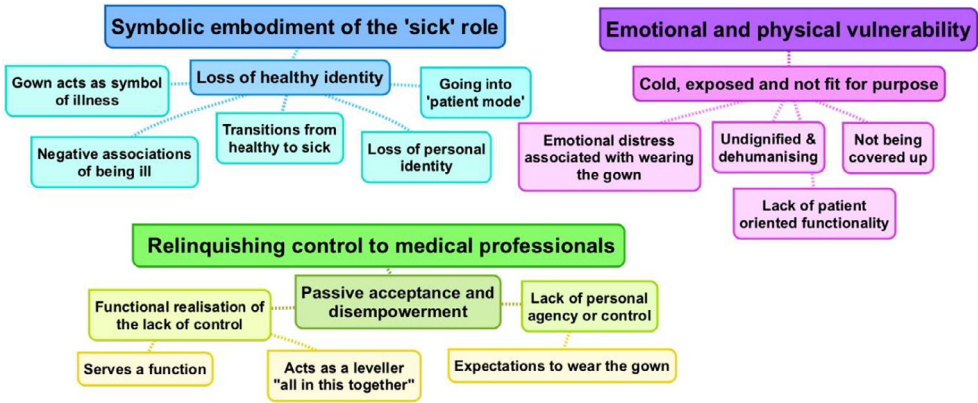 Symbolic embodiment of the 'sick' role
Loss of healthy identity
Gown acts as symbol
of illness
Going into
'patient mode'
Negative associations
of being ill
Transitions from
healthy to sick
Loss of personal
identity
Emotional and physical vulnerability
Cold, exposed and not fit for purpose
Emotional distress
associated with wearing
the gown
Undignified &
dehumanising
Not being
covered up
Lack of patient
oriented functionality
Relinquishing control to medical professionals
Passive acceptance and
disempowerment
Functional realisation of
the lack of control
Lack of personal
agency or control
Serves a function
Acts as a leveller
"all in this together"
Expectations to wear the gown